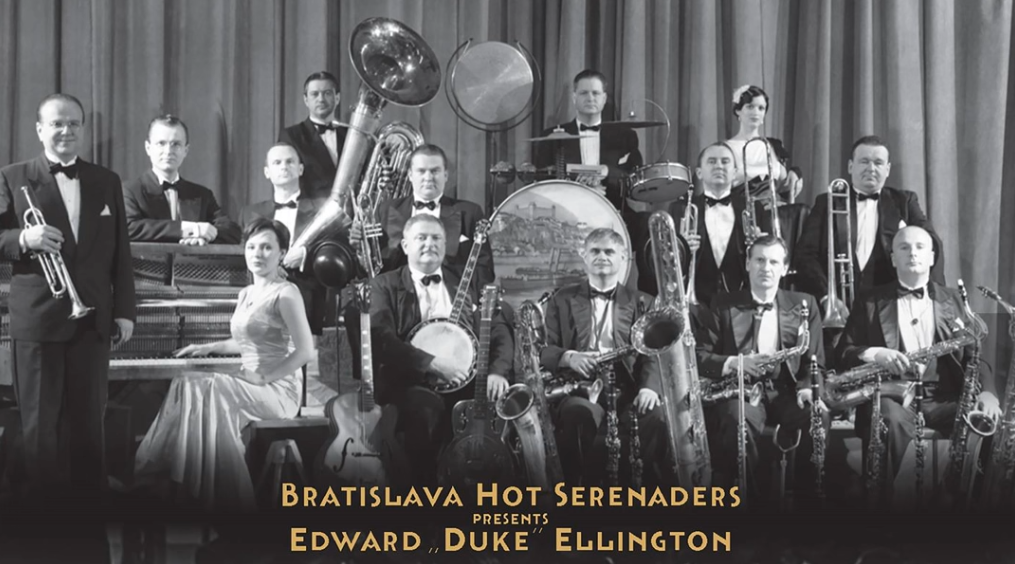 Bratislava Hot Serenaders
presents
Edward „Duke" Ellington